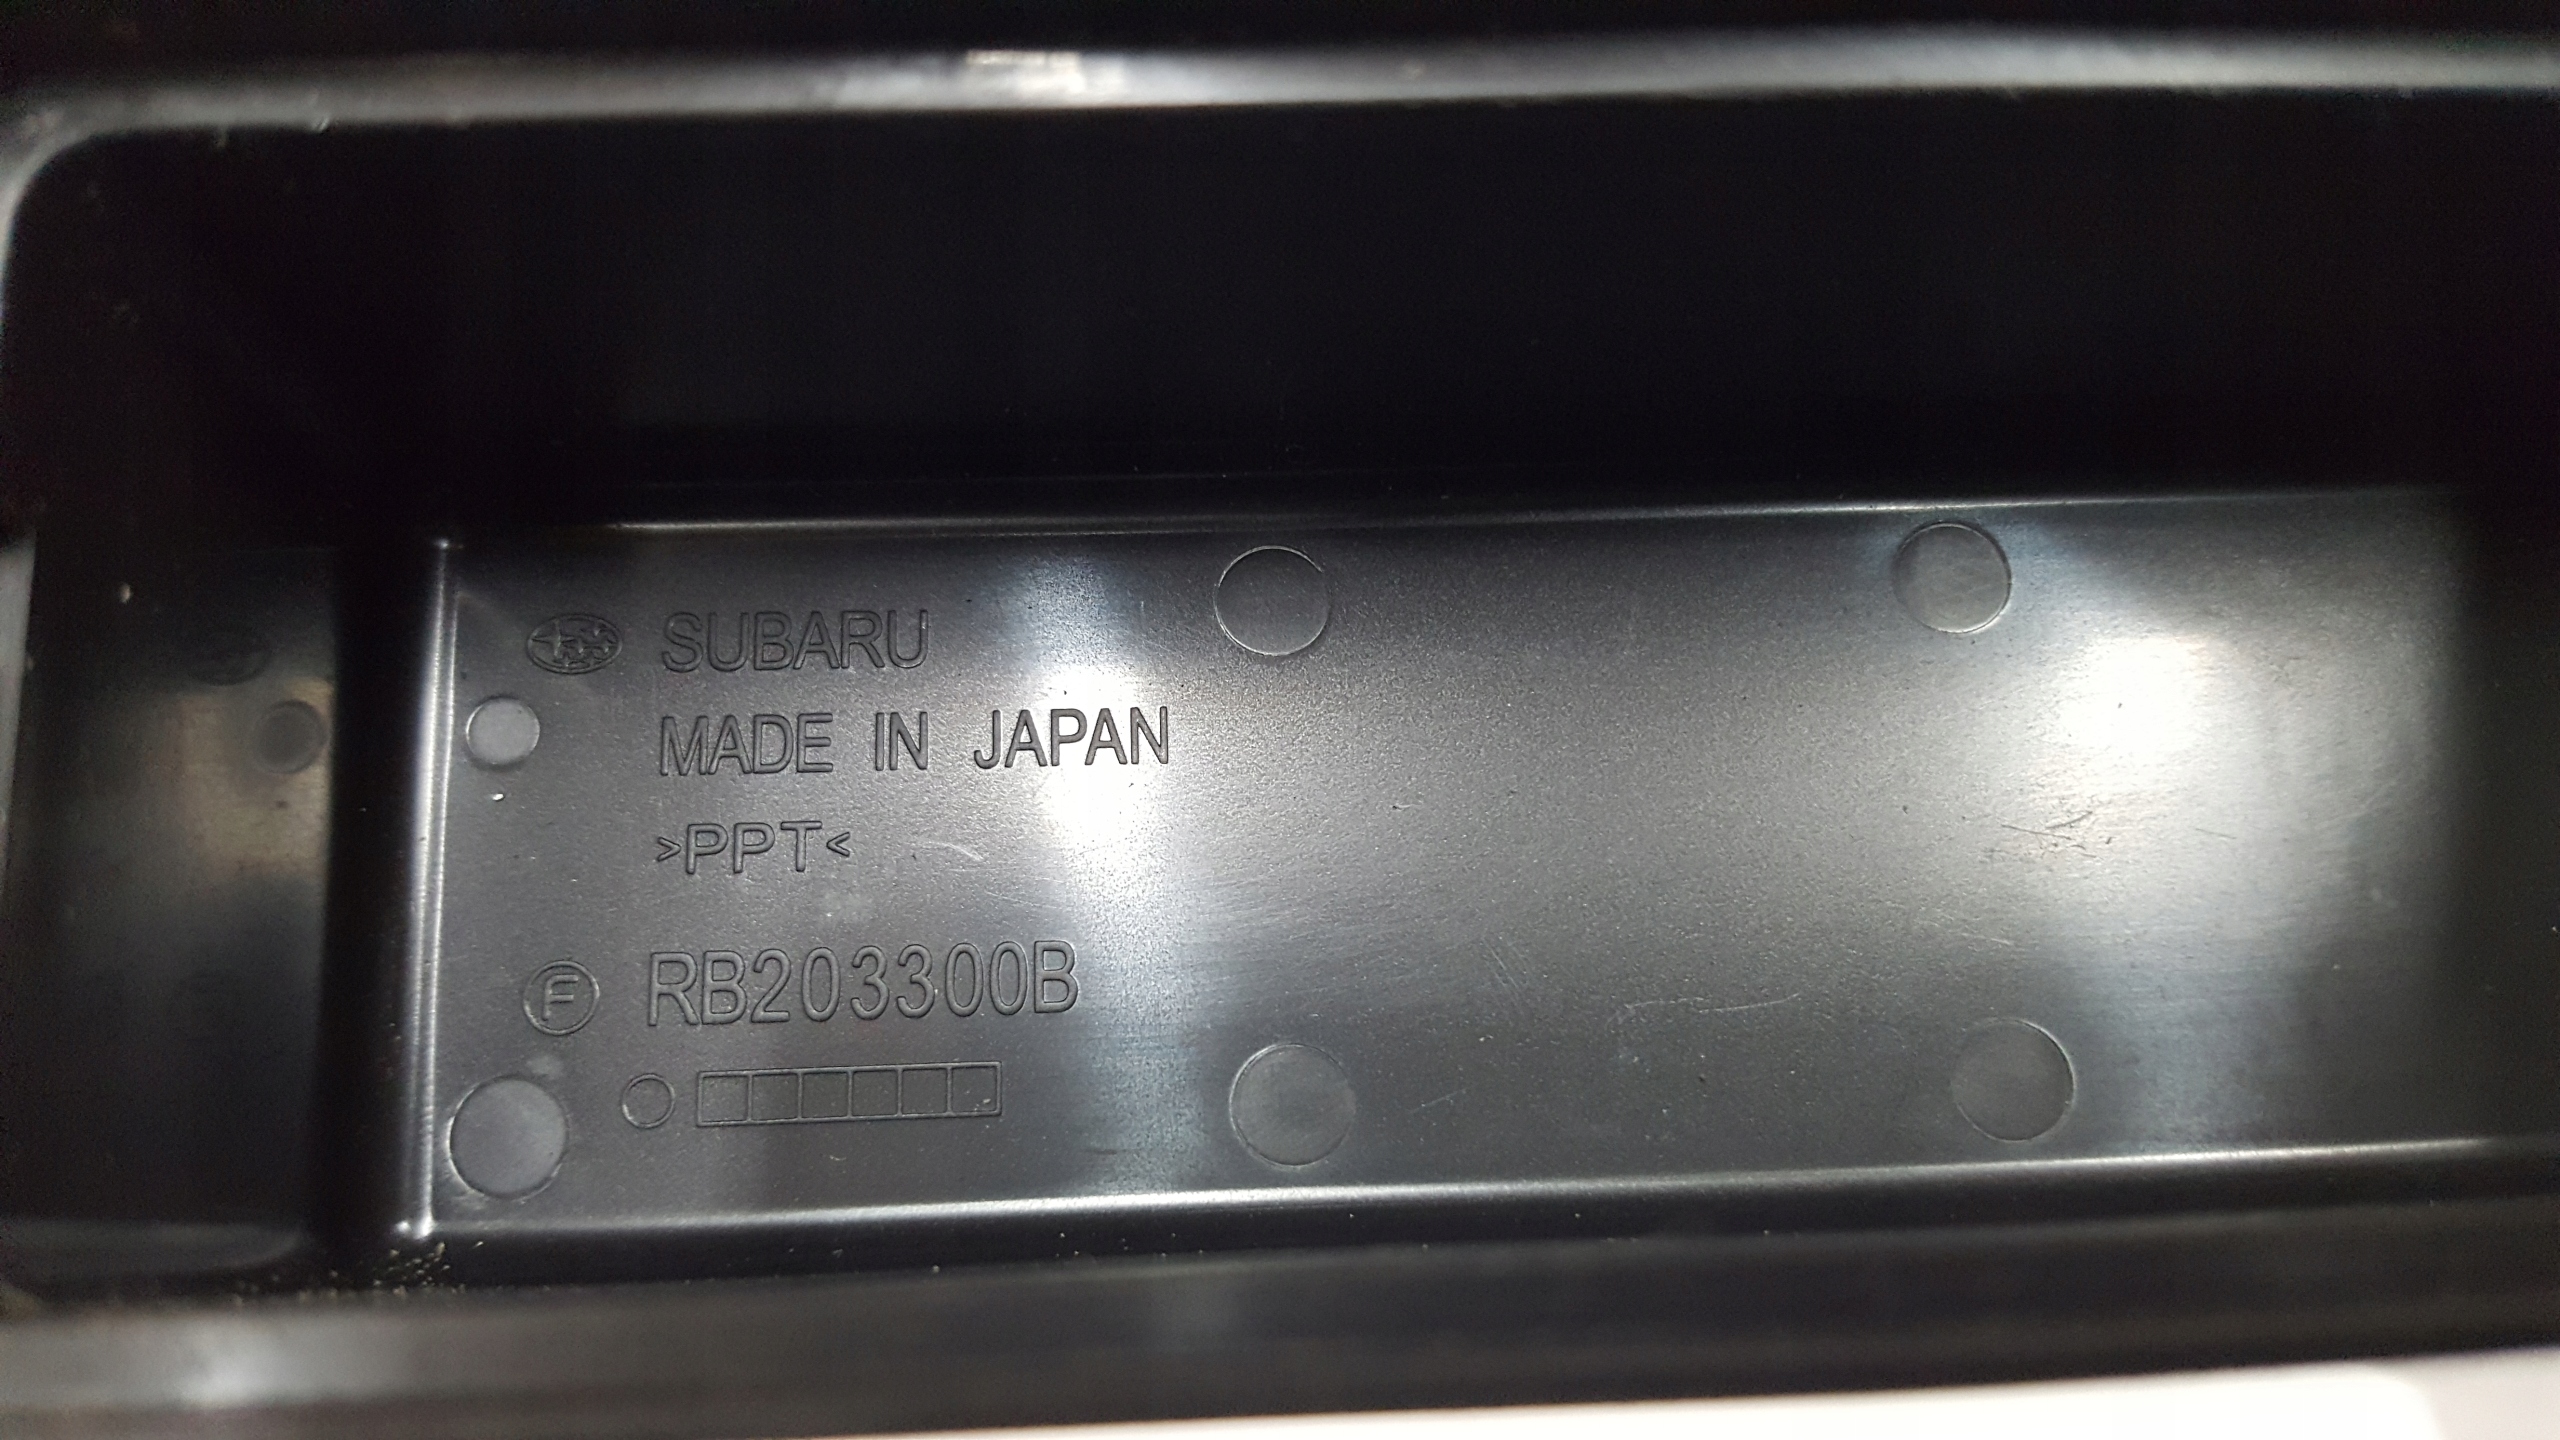 SUBARU
MADE IN JAPAN
>PPT<
Ⓕ RB203300B